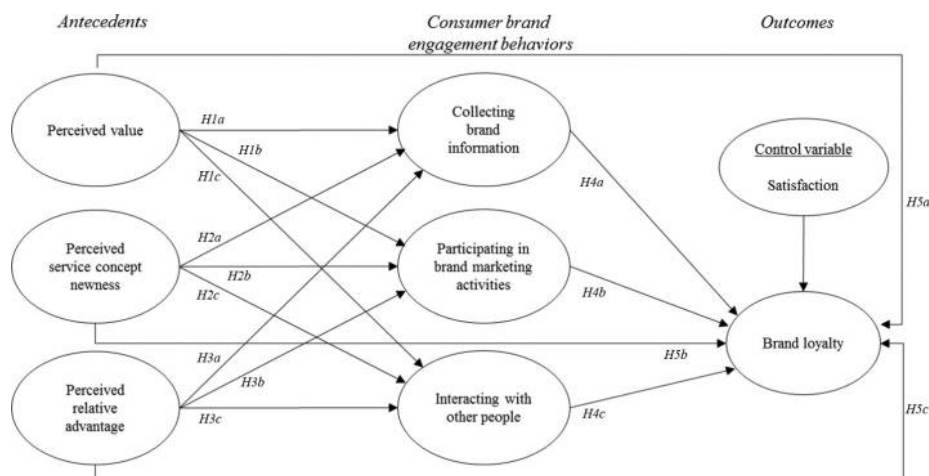 Antecedents
Consumer brand
engagement behaviors
Outcomes
Perceived value
H1a
H1b
H1c
Collecting
brand
information
Control variable
Satisfaction
H4a
H5a
Perceived
service concept
newness
H2a
H2b
H2c
Participating in
brand marketing
activities
H4b
Brand loyalty
H5b
Perceived
relative
advantage
H3a
H3b
H3c
Interacting with
other people
H4c
H5c